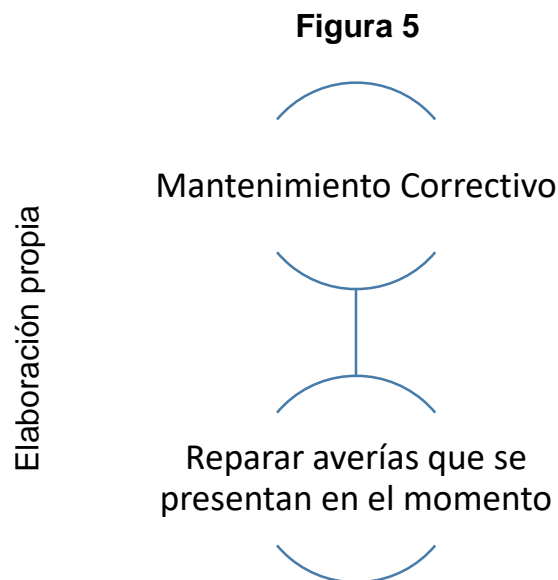 Figura 5
Mantenimiento Correctivo
Elaboración propia
Reparar averías que se
presentan en el momento